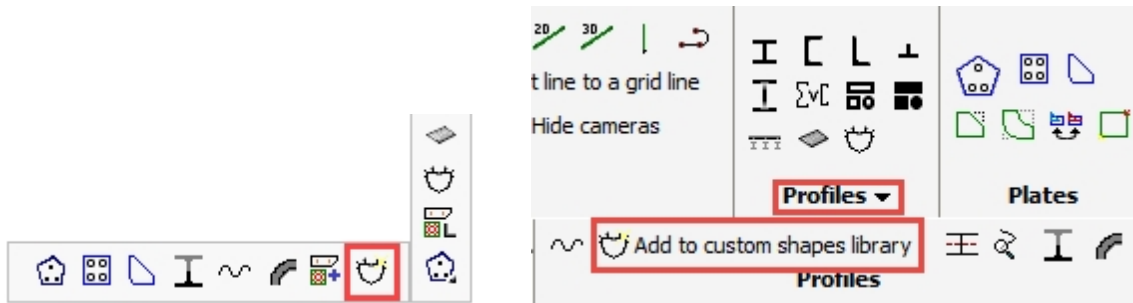 2D 3D
t line to a grid line
Hide cameras
Profiles
Plates
Add to custom shapes library
Profiles